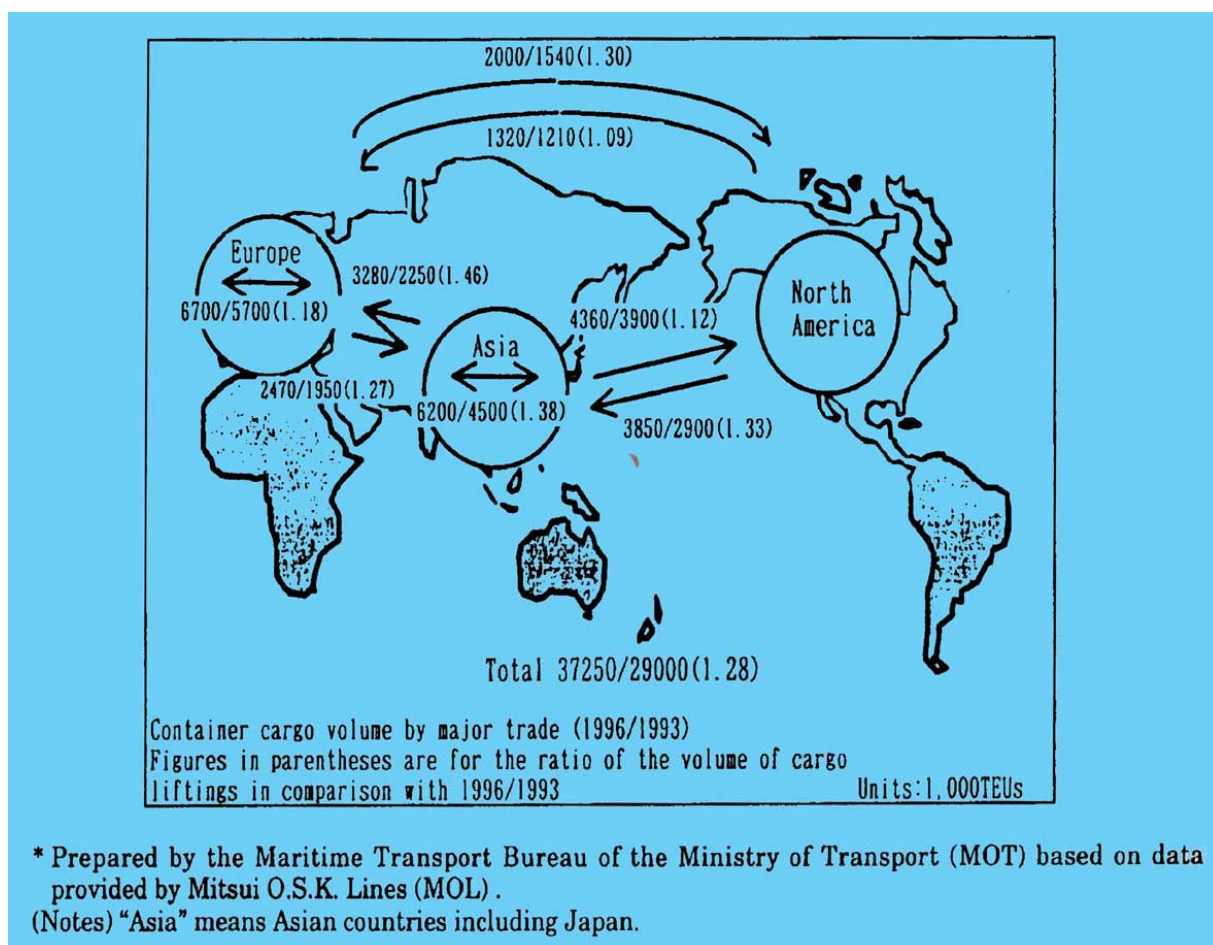 2000/1540(1.30)
1320/1210(1.09)
Europe
3280/2250(1.46)
6700/5700(1.18)
North
America
4360/3900(1.12)
Asia
2470/1950(1.27)
6200/4500(1.38)
3850/2900(1.33)
Total 37250/29000(1.28)
Container cargo volume by major trade (1996/1993)
Figures in parentheses are for the ratio of the volume of cargo
liftings in comparison with 1996/1993
Units:1,000TEUs
* Prepared by the Maritime Transport Bureau of the Ministry of Transport (MOT) based on data
provided by Mitsui O.S.K. Lines (MOL) .
(Notes) “Asia” means Asian countries including Japan.